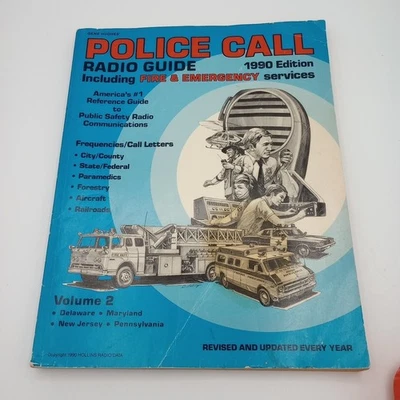 POLICE CALL
RADIO GUIDE
1990 Edition
Including FIRE & EMERGENCY services
America's #1
Reference Guide
to
Public Safety Radio
Communications
Frequencies/Call Letters
• City/County
• State/Federal
• Paramedics
• Forestry
• Aircraft
• Railroads
Volume 2
• Delaware • Maryland
• New Jersey • Pennsylvania
REVISED AND UPDATED EVERY YEAR